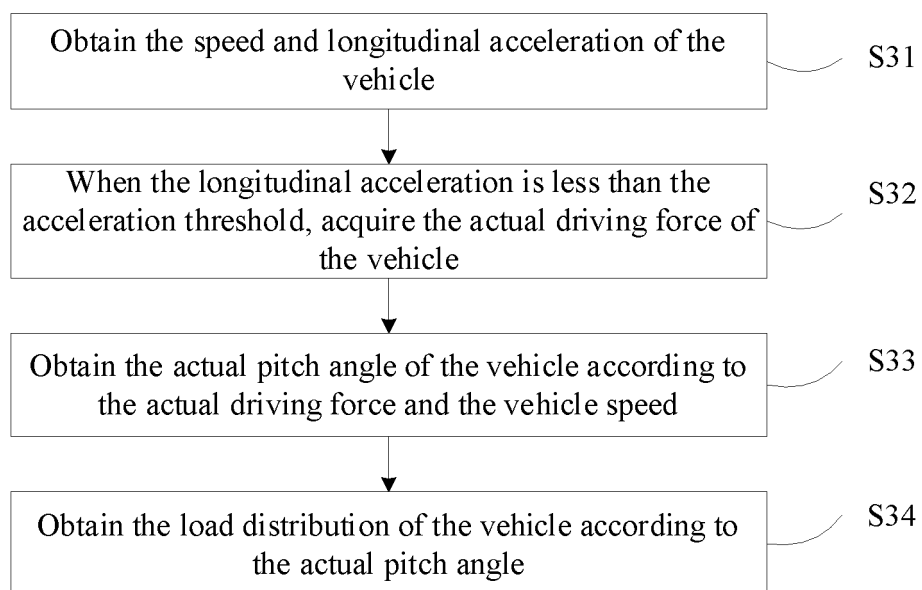 Obtain the speed and longitudinal acceleration of the
vehicle
S31
When the longitudinal acceleration is less than the
acceleration threshold, acquire the actual driving force of
the vehicle
S32
Obtain the actual pitch angle of the vehicle according to
the actual driving force and the vehicle speed
S33
Obtain the load distribution of the vehicle according to
the actual pitch angle
S34